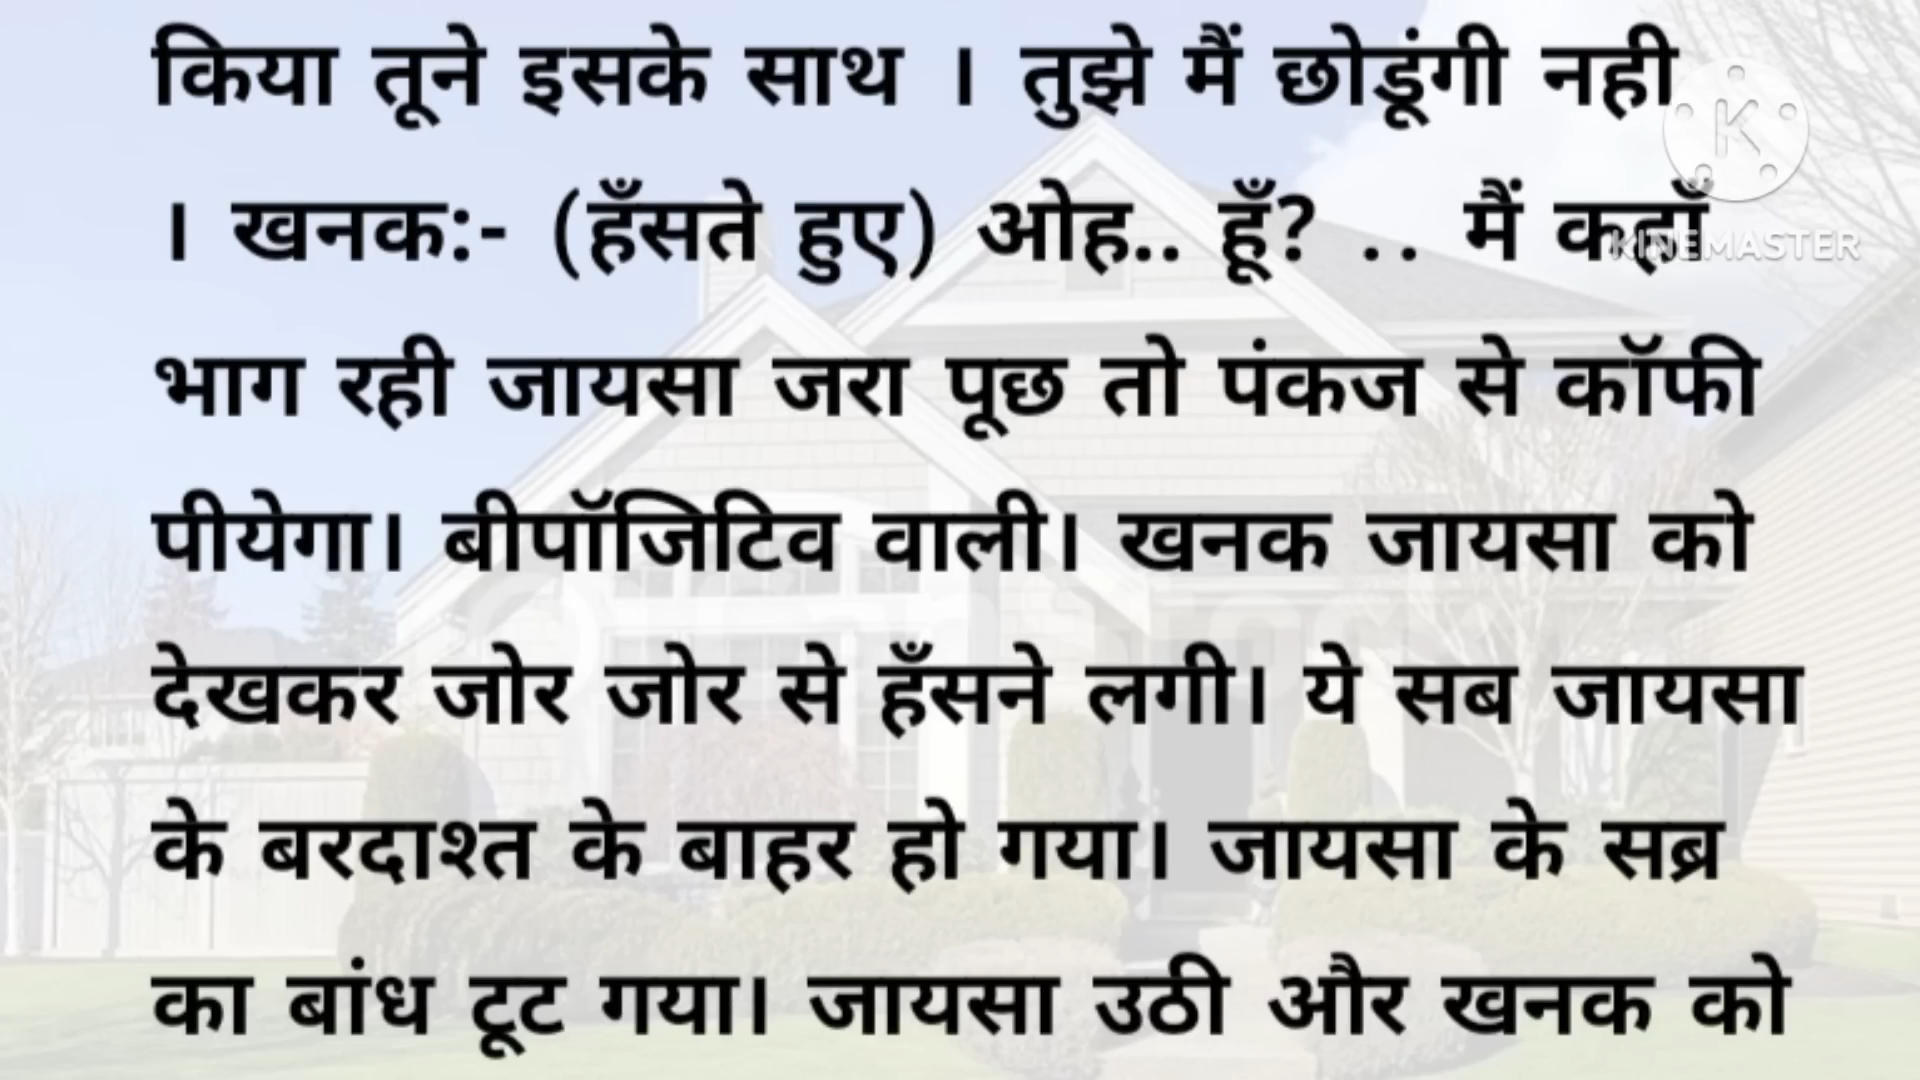 किया तूने इसके साथ । तुझे मैं छोडूंगी नही
। खनक:- (हँसते हुए) ओह.. हूँ? .. मैं कहाँ
KINEMASTER
भाग रही जायसा जरा पूछ तो पंकज से कॉफी
पीयेगा। बीपॉजिटिव वाली। खनक जायसा को
देखकर जोर जोर से हँसने लगी। ये सब जायसा
के बरदाश्त के बाहर हो गया। जायसा के सब्र
का बांध टूट गया। जायसा उठी और खनक को